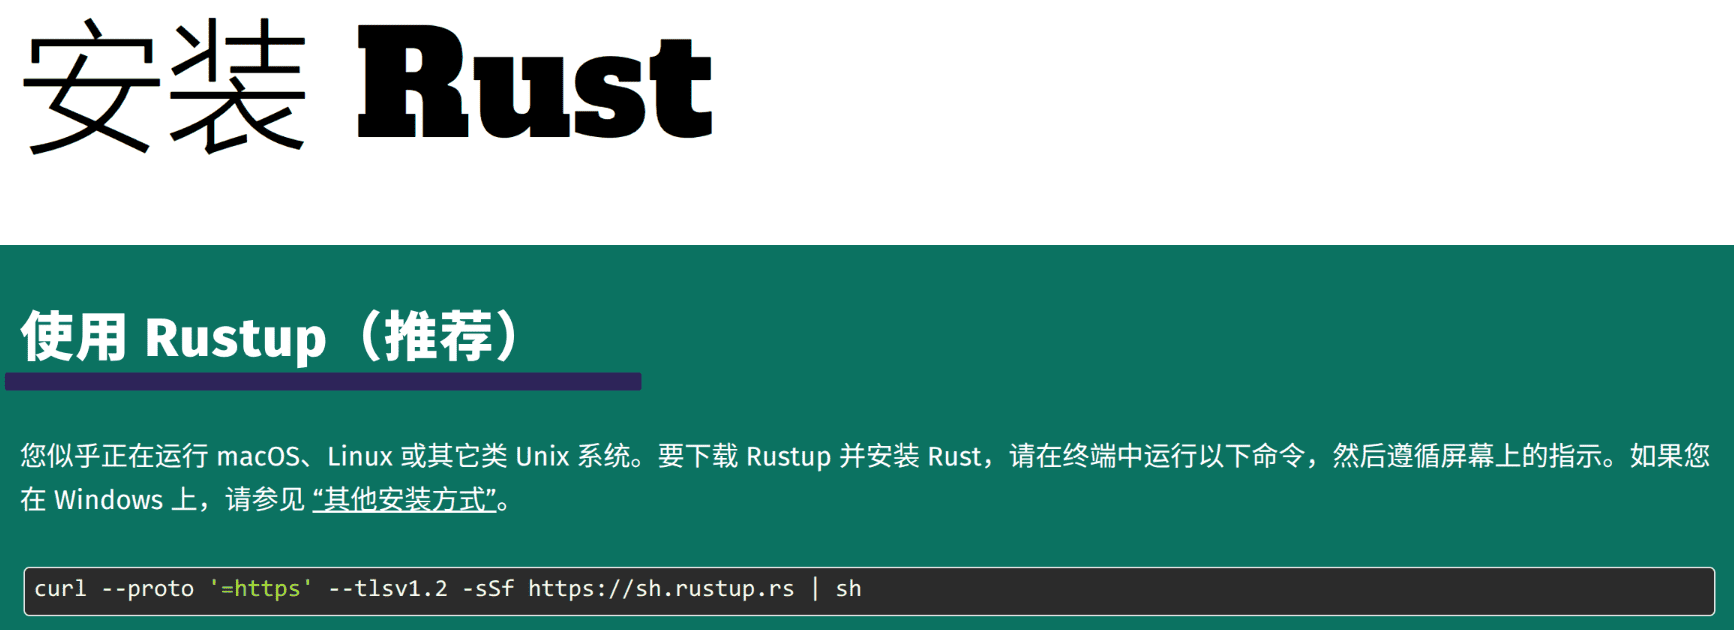 安装 Rust
使用 Rustup（推荐）
您似乎正在运行 macOS、Linux 或其它类 Unix 系统。要下载 Rustup 并安装 Rust，请在终端中运行以下命令，然后遵循屏幕上的指示。如果您
在 Windows 上，请参见 “其他安装方式”。
curl --proto '=https' --tlsv1.2 -sSf https://sh.rustup.rs | sh